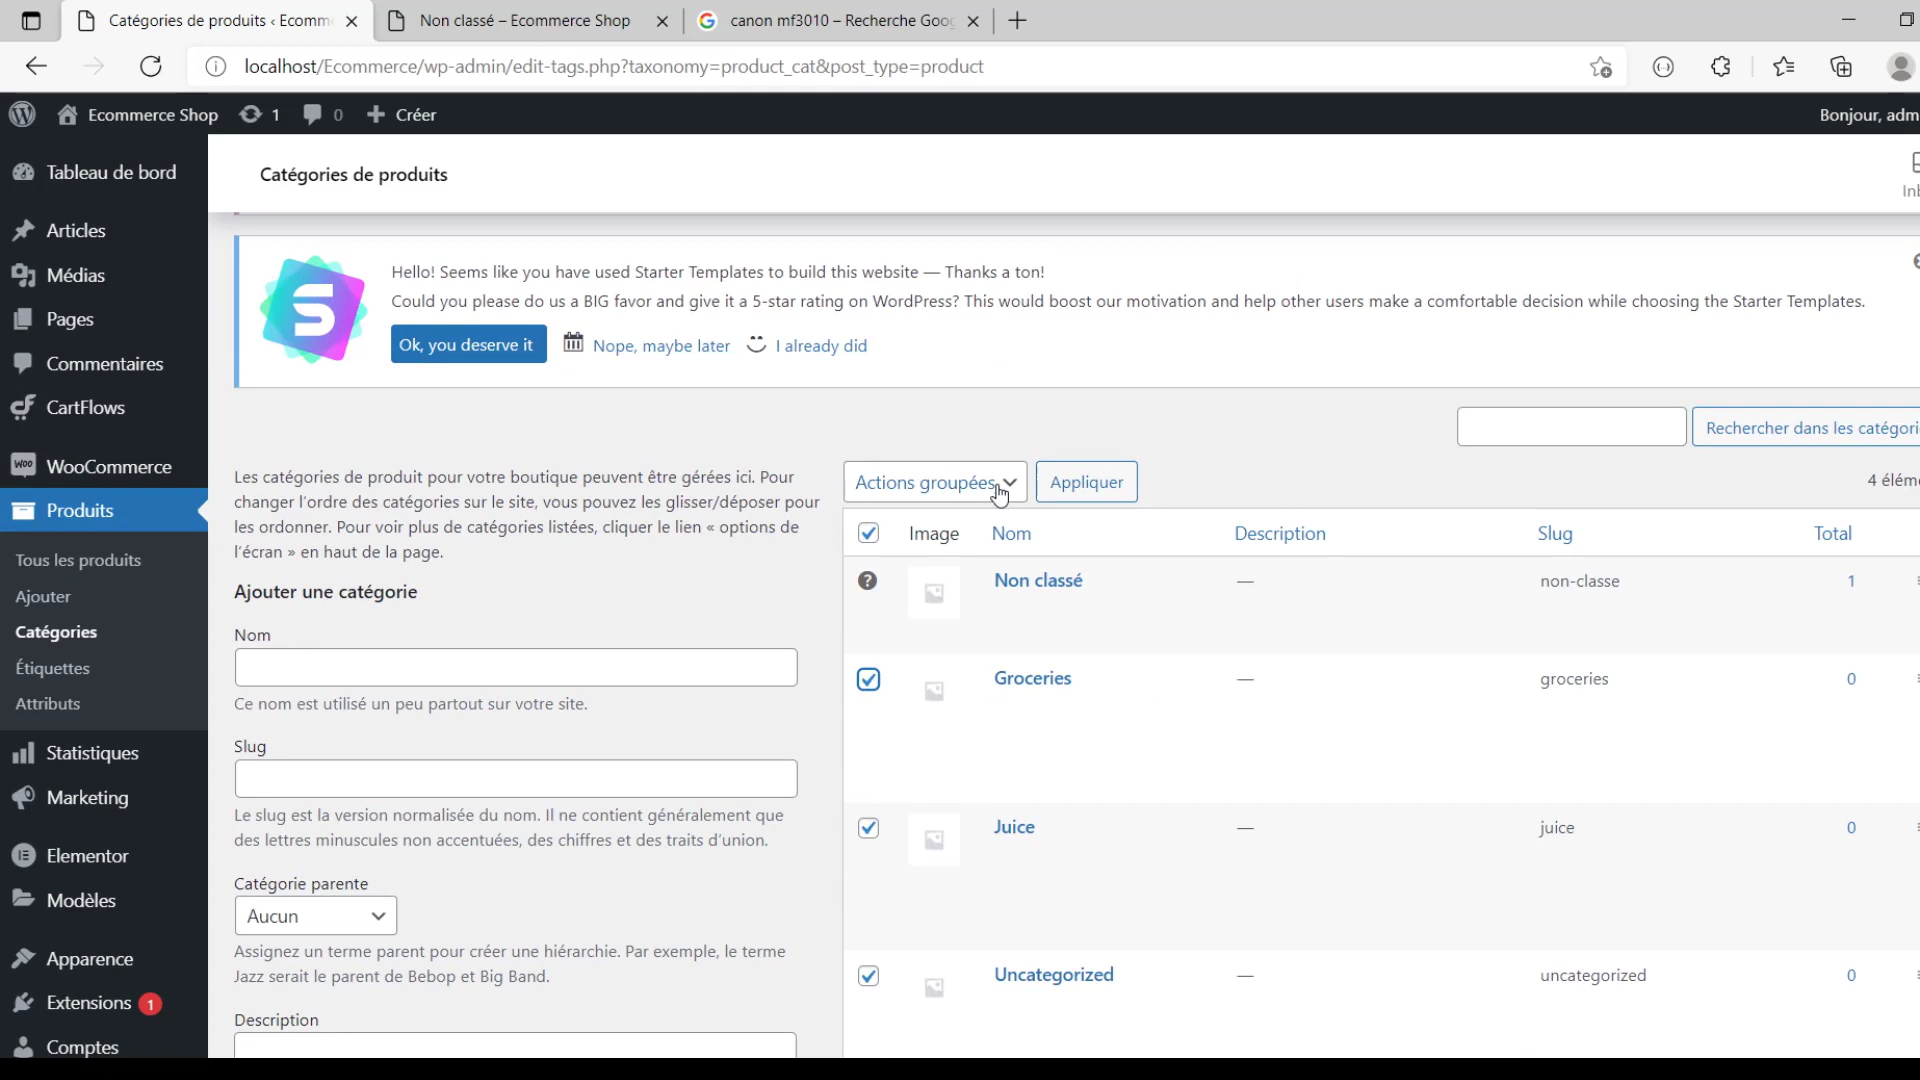 Catégories de produits ‹ Ecomm
Non classé – Ecommerce Shop
canon mf3010 – Recherche Goo
localhost/Ecommerce/wp-admin/edit-tags.php?taxonomy=product_cat&post_type=product
Ecommerce Shop
1
0
Créer
Bonjour, adm
Tableau de bord
Articles
Médias
Pages
Commentaires
CartFlows
WooCommerce
Produits
Tous les produits
Ajouter
Catégories
Étiquettes
Attributs
Statistiques
Marketing
Elementor
Modèles
Apparence
Extensions 1
Comptes
Catégories de produits
Inb
Hello! Seems like you have used Starter Templates to build this website — Thanks a ton!
Could you please do us a BIG favor and give it a 5-star rating on WordPress? This would boost our motivation and help other users make a comfortable decision while choosing the Starter Templates.
Ok, you deserve it
Nope, maybe later
I already did
Rechercher dans les catégori
Les catégories de produit pour votre boutique peuvent être gérées ici. Pour
changer l'ordre des catégories sur le site, vous pouvez les glisser/déposer pour
les ordonner. Pour voir plus de catégories listées, cliquer le lien « options de
l'écran » en haut de la page.
Ajouter une catégorie
Nom
Ce nom est utilisé un peu partout sur votre site.
Slug
Le slug est la version normalisée du nom. Il ne contient généralement que
des lettres minuscules non accentuées, des chiffres et des traits d'union.
Catégorie parente
Aucun
Assignez un terme parent pour créer une hiérarchie. Par exemple, le terme
Jazz serait le parent de Bebop et Big Band.
Description
Actions groupées
Appliquer
4 éléme
Image Nom Description Slug Total
Non classé — non-classe 1
Groceries — groceries 0
Juice — juice 0
Uncategorized — uncategorized 0